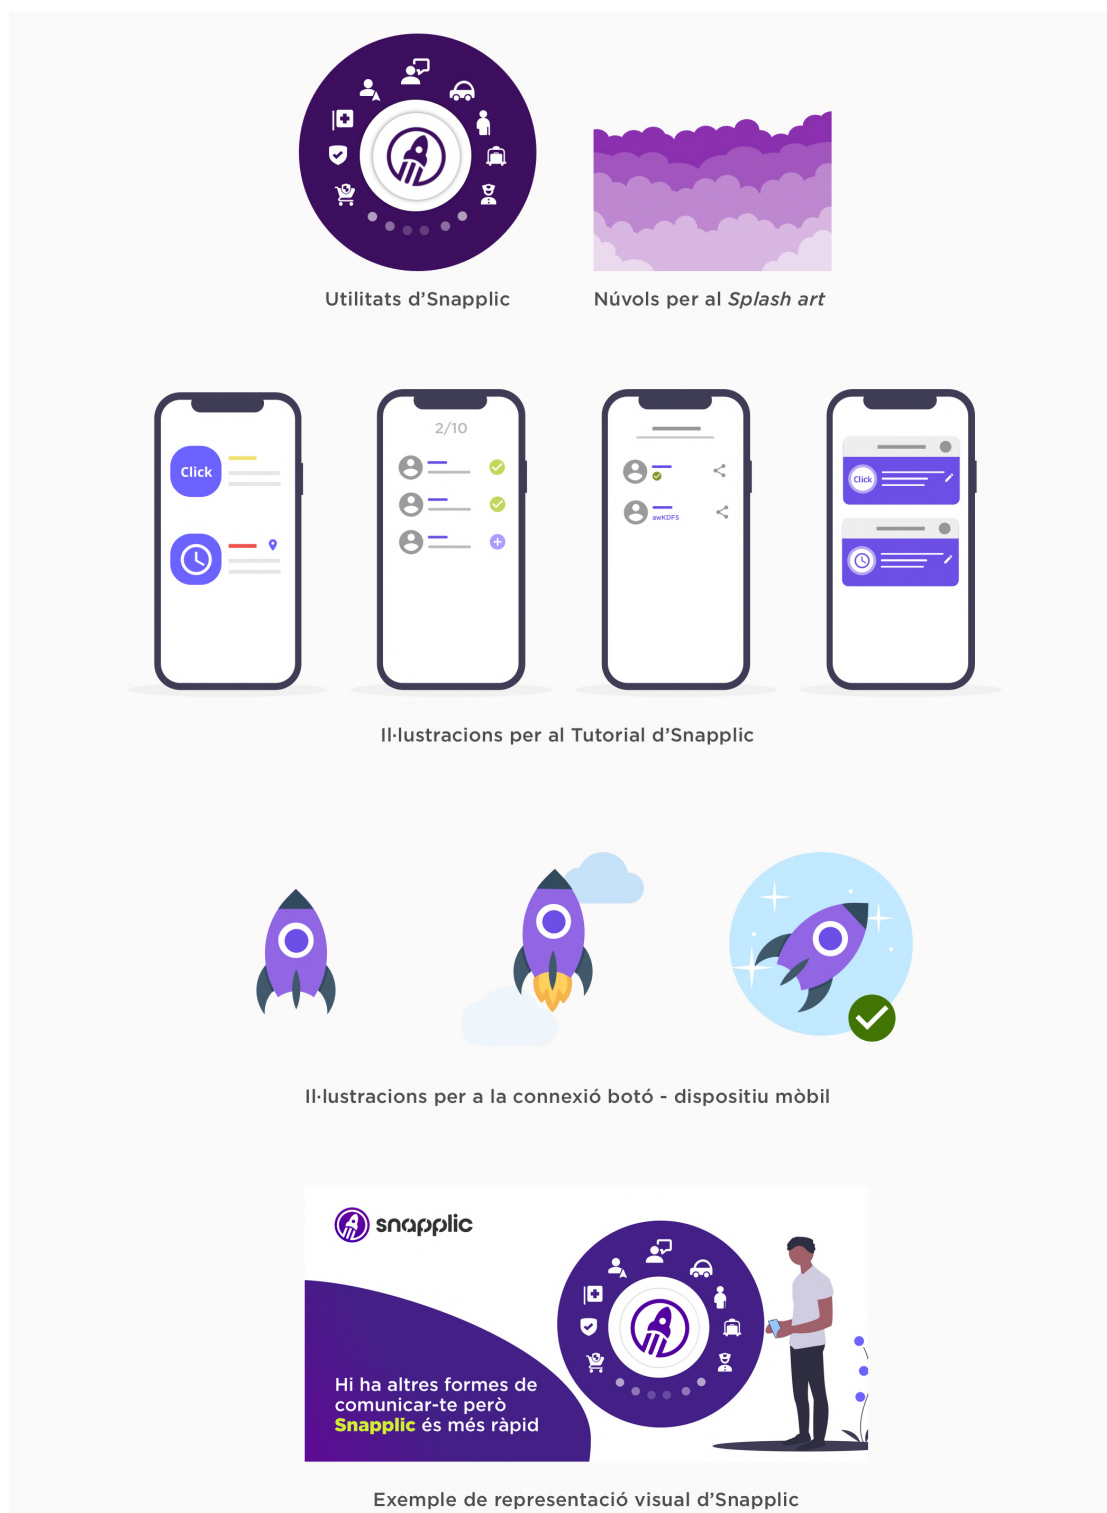 Utilitats d’Snapplic
Núvols per al Splash art
Click
2/10
awKDF5
Click
Il·lustracions per al Tutorial d’Snapplic
Il·lustracions per a la connexió botó - dispositiu mòbil
snapplic
Hi ha altres formes de
comunicar-te però
Snapplic és més ràpid
Exemple de representació visual d’Snapplic